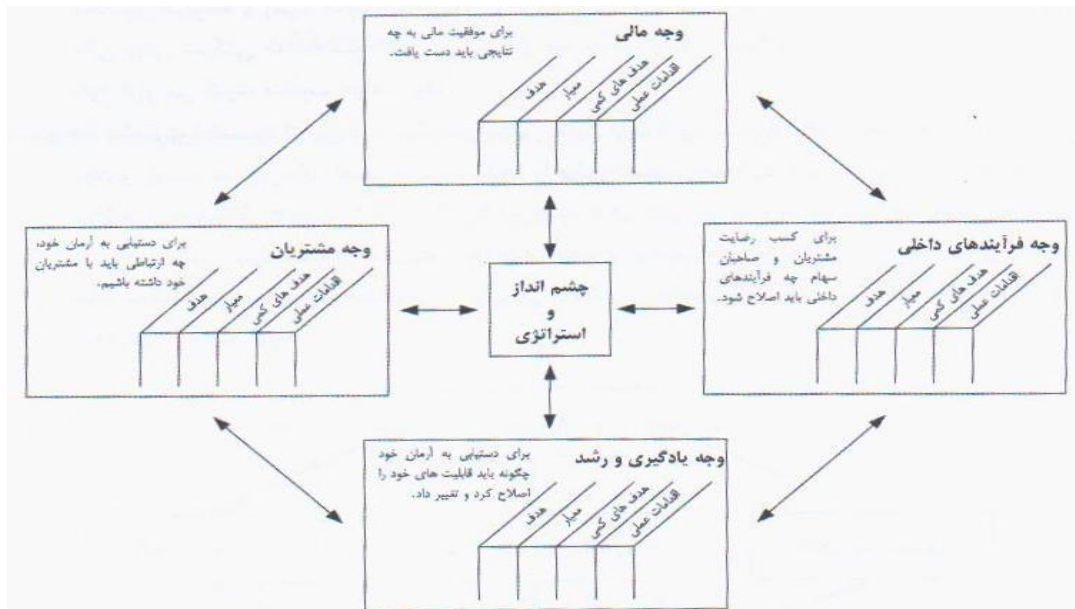 وجه مالی
برای موفقیت مالی به چه
نتایجی باید دست یافت.
هدف
معیار
هدف های کمی
اقدامات عملی
وجه فرآیندهای داخلی
برای کسب رضایت
مشتریان و صاحبان
سهام چه فرآیندهای
داخلی باید اصلاح شود.
هدف
معیار
هدف های کمی
اقدامات عملی
چشم انداز
و
استراتژی
وجه مشتریان
برای دستیابی به آرمان خود،
چه ارتباطی باید با مشتریان
خود داشته باشیم.
هدف
معیار
هدف های کمی
اقدامات عملی
وجه یادگیری و رشد
برای دستیابی به آرمان خود
چگونه باید قابلیت های خود را
اصلاح کرد و تغییر داد.
هدف
معیار
هدف های کمی
اقدامات عملی